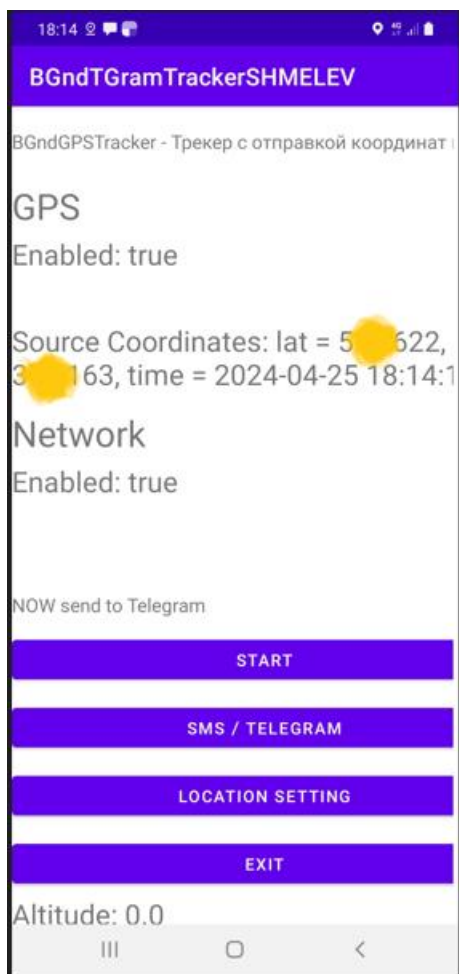 18:14
BGndTGramTrackerSHMELEV
BGndGPSTracker - Трекер с отправкой координат
GPS
Enabled: true
Source Coordinates: lat = 5 622,
3 163, time = 2024-04-25 18:14:1
Network
Enabled: true
NOW send to Telegram
START
SMS / TELEGRAM
LOCATION SETTING
EXIT
Altitude: 0.0